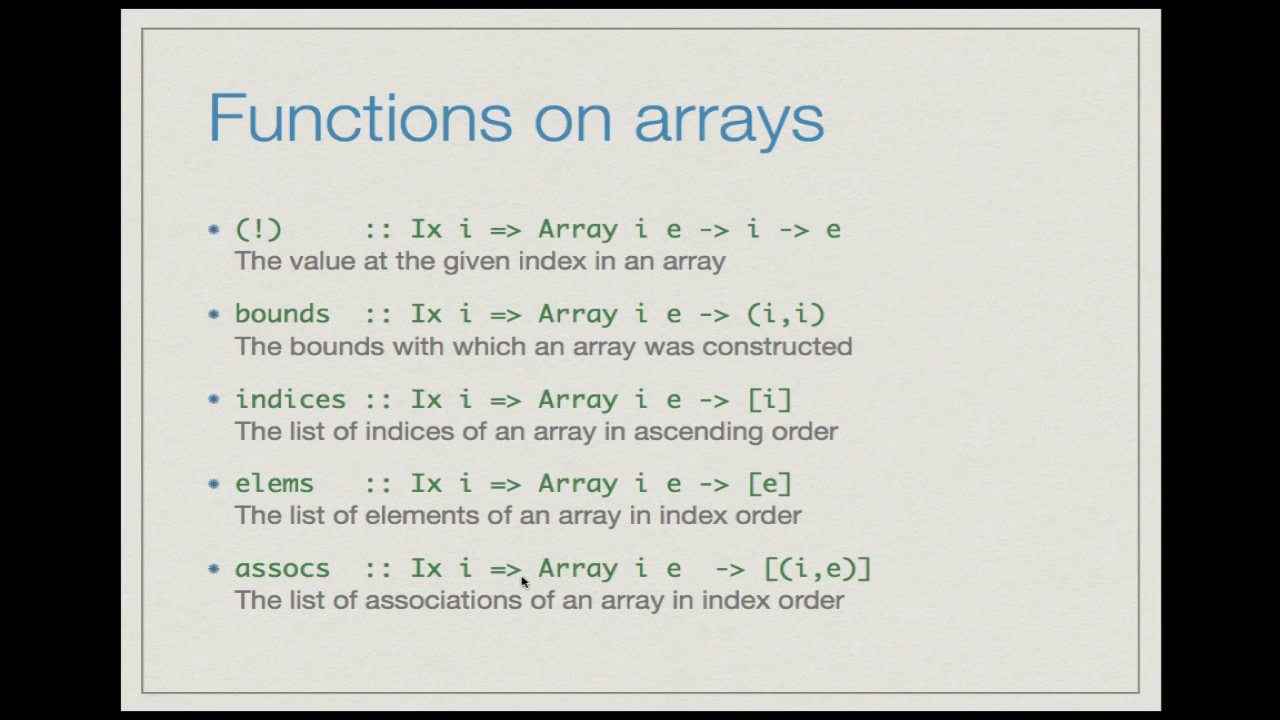 Functions on arrays
(!) :: Ix i => Array i e -> i -> e
The value at the given index in an array
bounds :: Ix i => Array i e -> (i,i)
The bounds with which an array was constructed
indices :: Ix i => Array i e -> [i]
The list of indices of an array in ascending order
elems :: Ix i => Array i e -> [e]
The list of elements of an array in index order
assocs :: Ix i => Array i e -> [(i,e)]
The list of associations of an array in index order